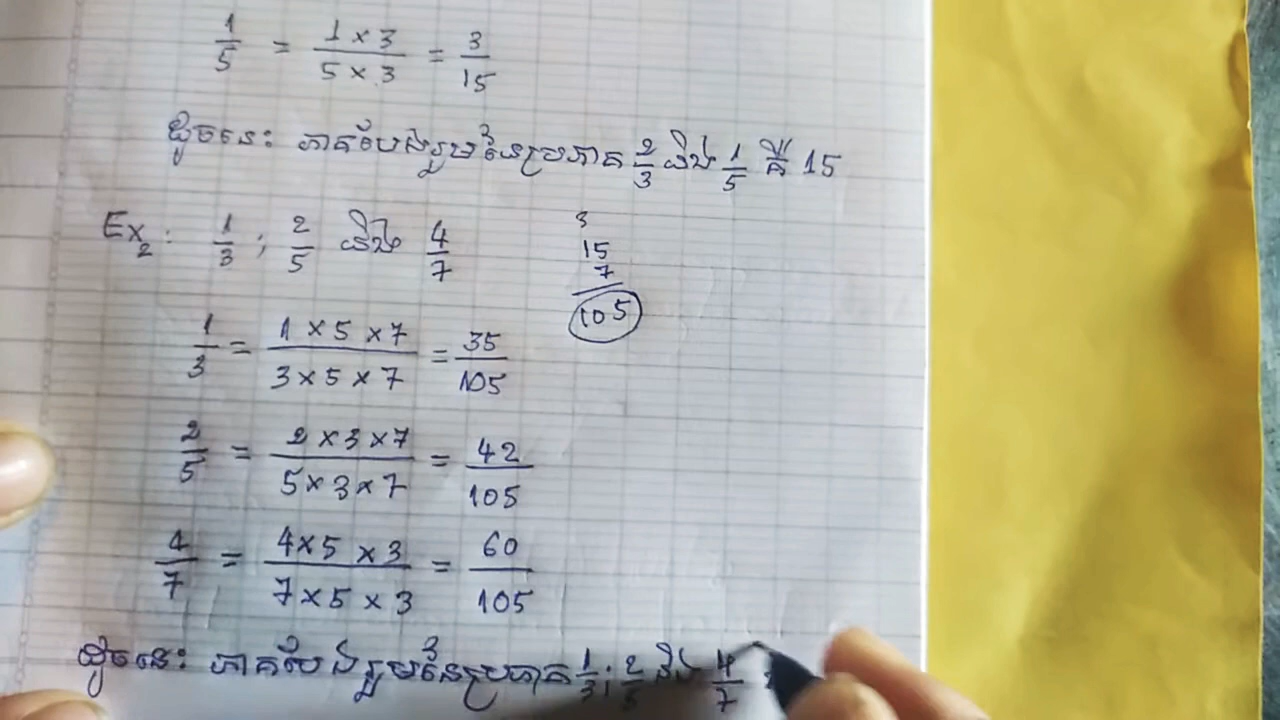 1/5 = 1 × 3 / 5 × 3 = 3/15
ដូចនេះ ភាគបែងរួមនៃប្រភាគ 2/3 និង 1/5 គឺ 15
Ex2 : 1/3 ; 2/5 និង 4/7
3
15
7
105
1/3 = 1 × 5 × 7 / 3 × 5 × 7 = 35/105
2/5 = 2 × 3 × 7 / 5 × 3 × 7 = 42/105
4/7 = 4 × 5 × 3 / 7 × 5 × 3 = 60/105
ដូចនេះ ភាគបែងរួមនៃប្រភាគ 1/3 ; 2/5 និង 4/7